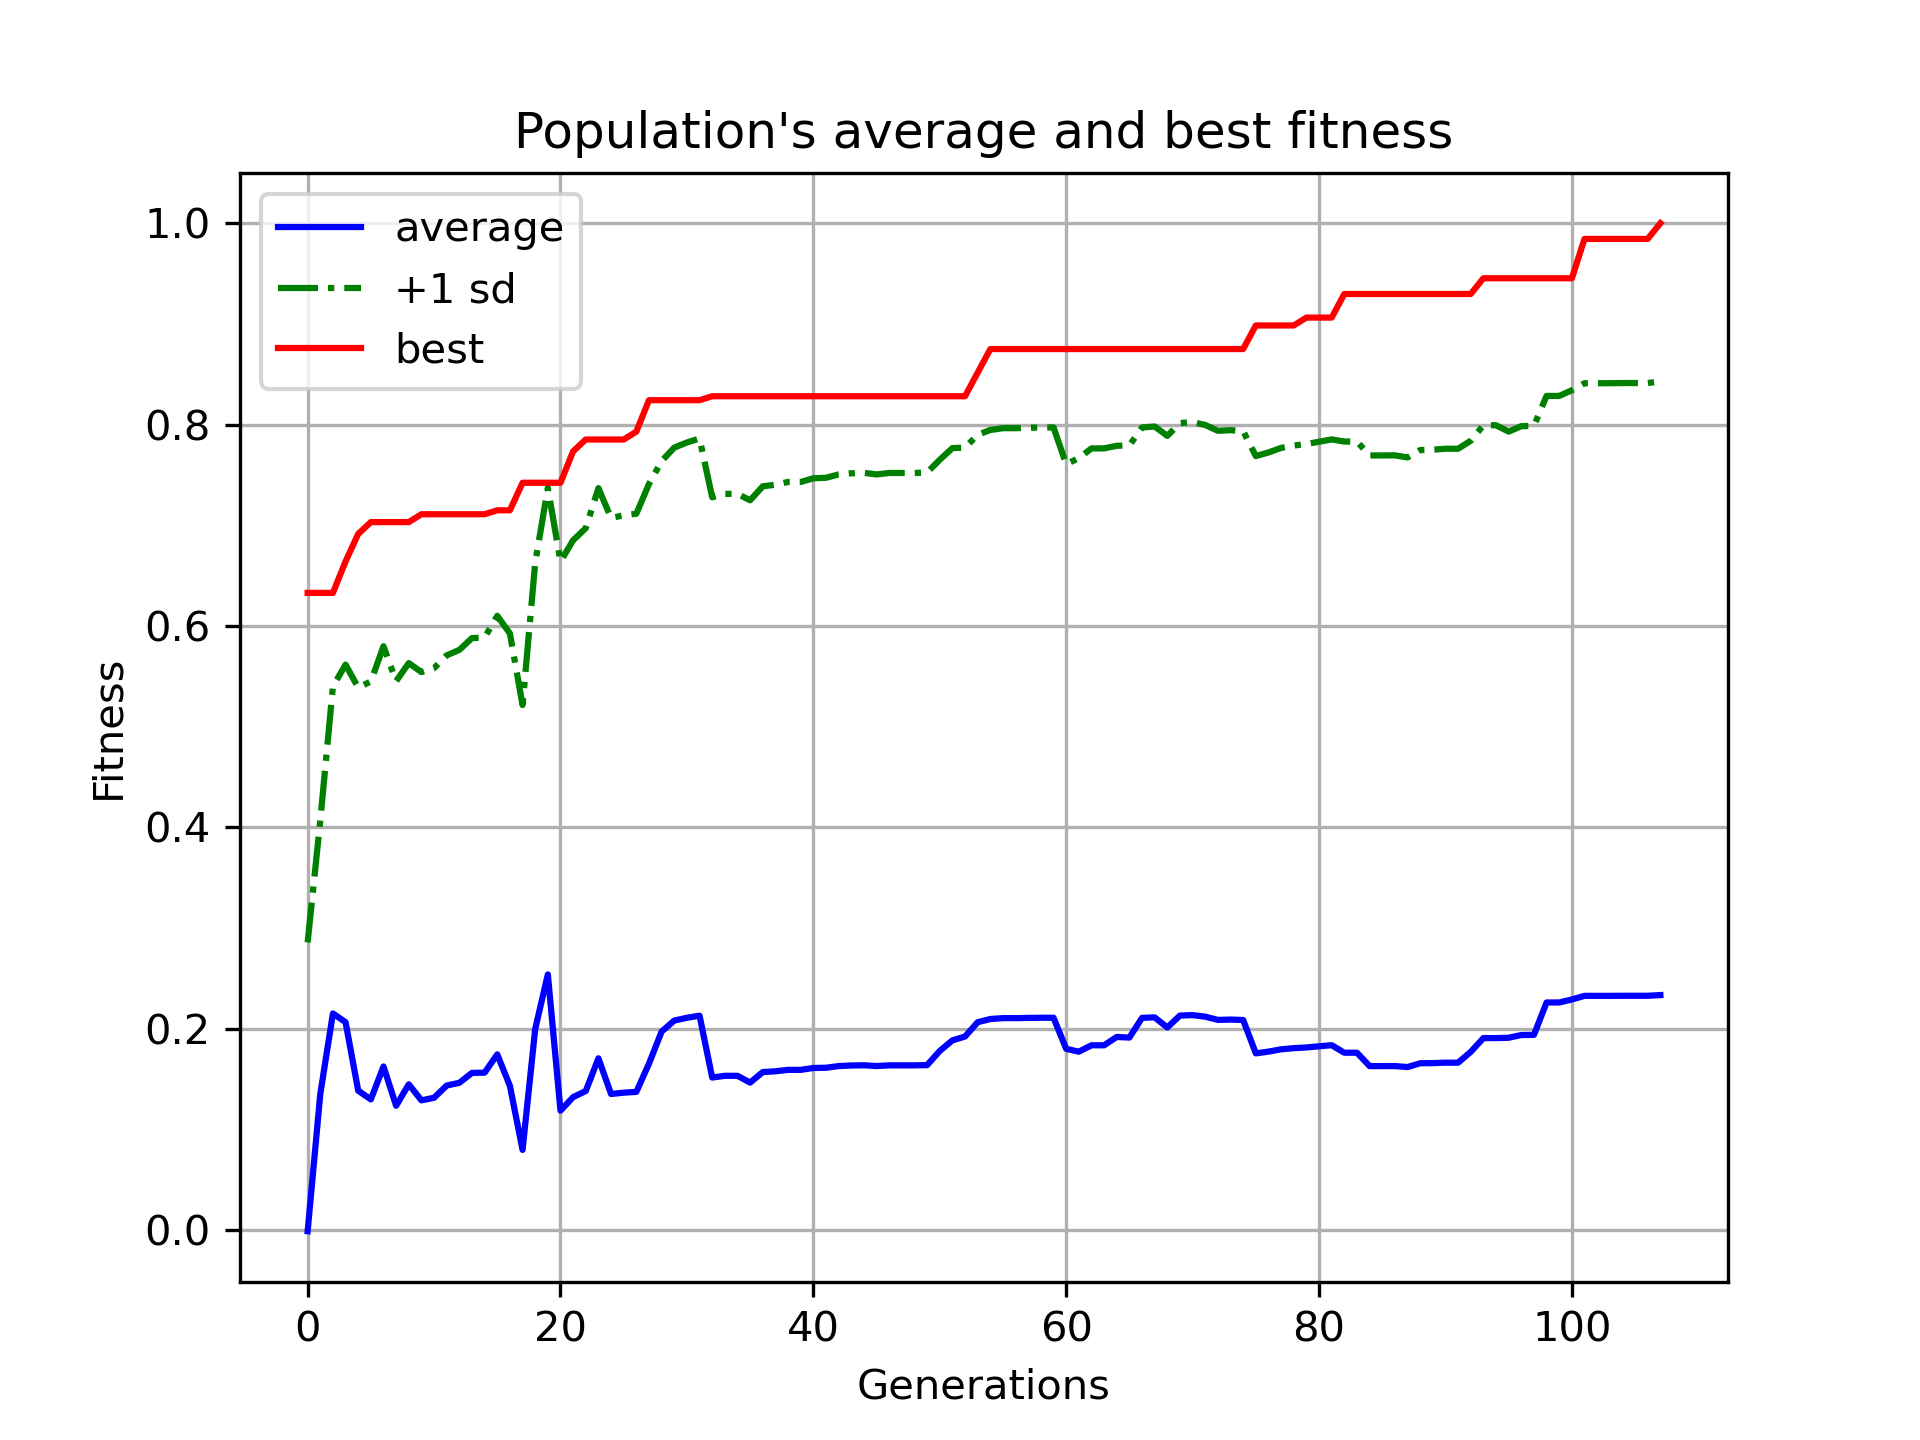 Population's average and best fitness
average
+1 sd
best
1.0
0.8
0.6
0.4
0.2
0.0
Fitness
0 20 40 60 80 100
Generations